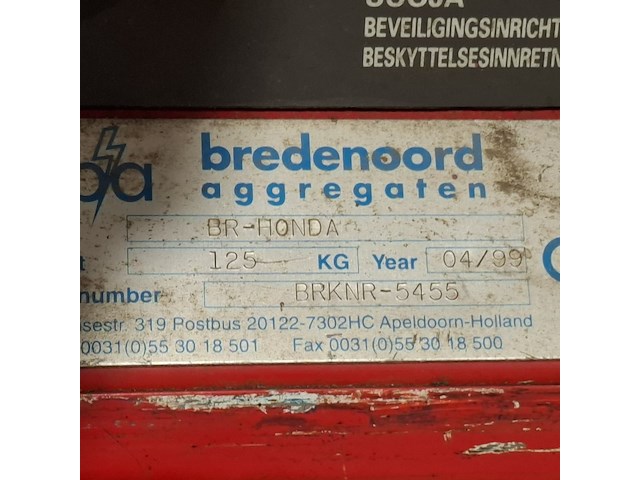 BEVEILIGINGSINRICHT
BESKYTTELSESINNRETN
ba bredenoord
aggregaten
BR-HONDA
125 KG Year 04/99
number BRKNR-5455
sestr. 319 Postbus 20122-7302HC Apeldoorn-Holland
0031(0)55 30 18 501 Fax 0031(0)55 30 18 500